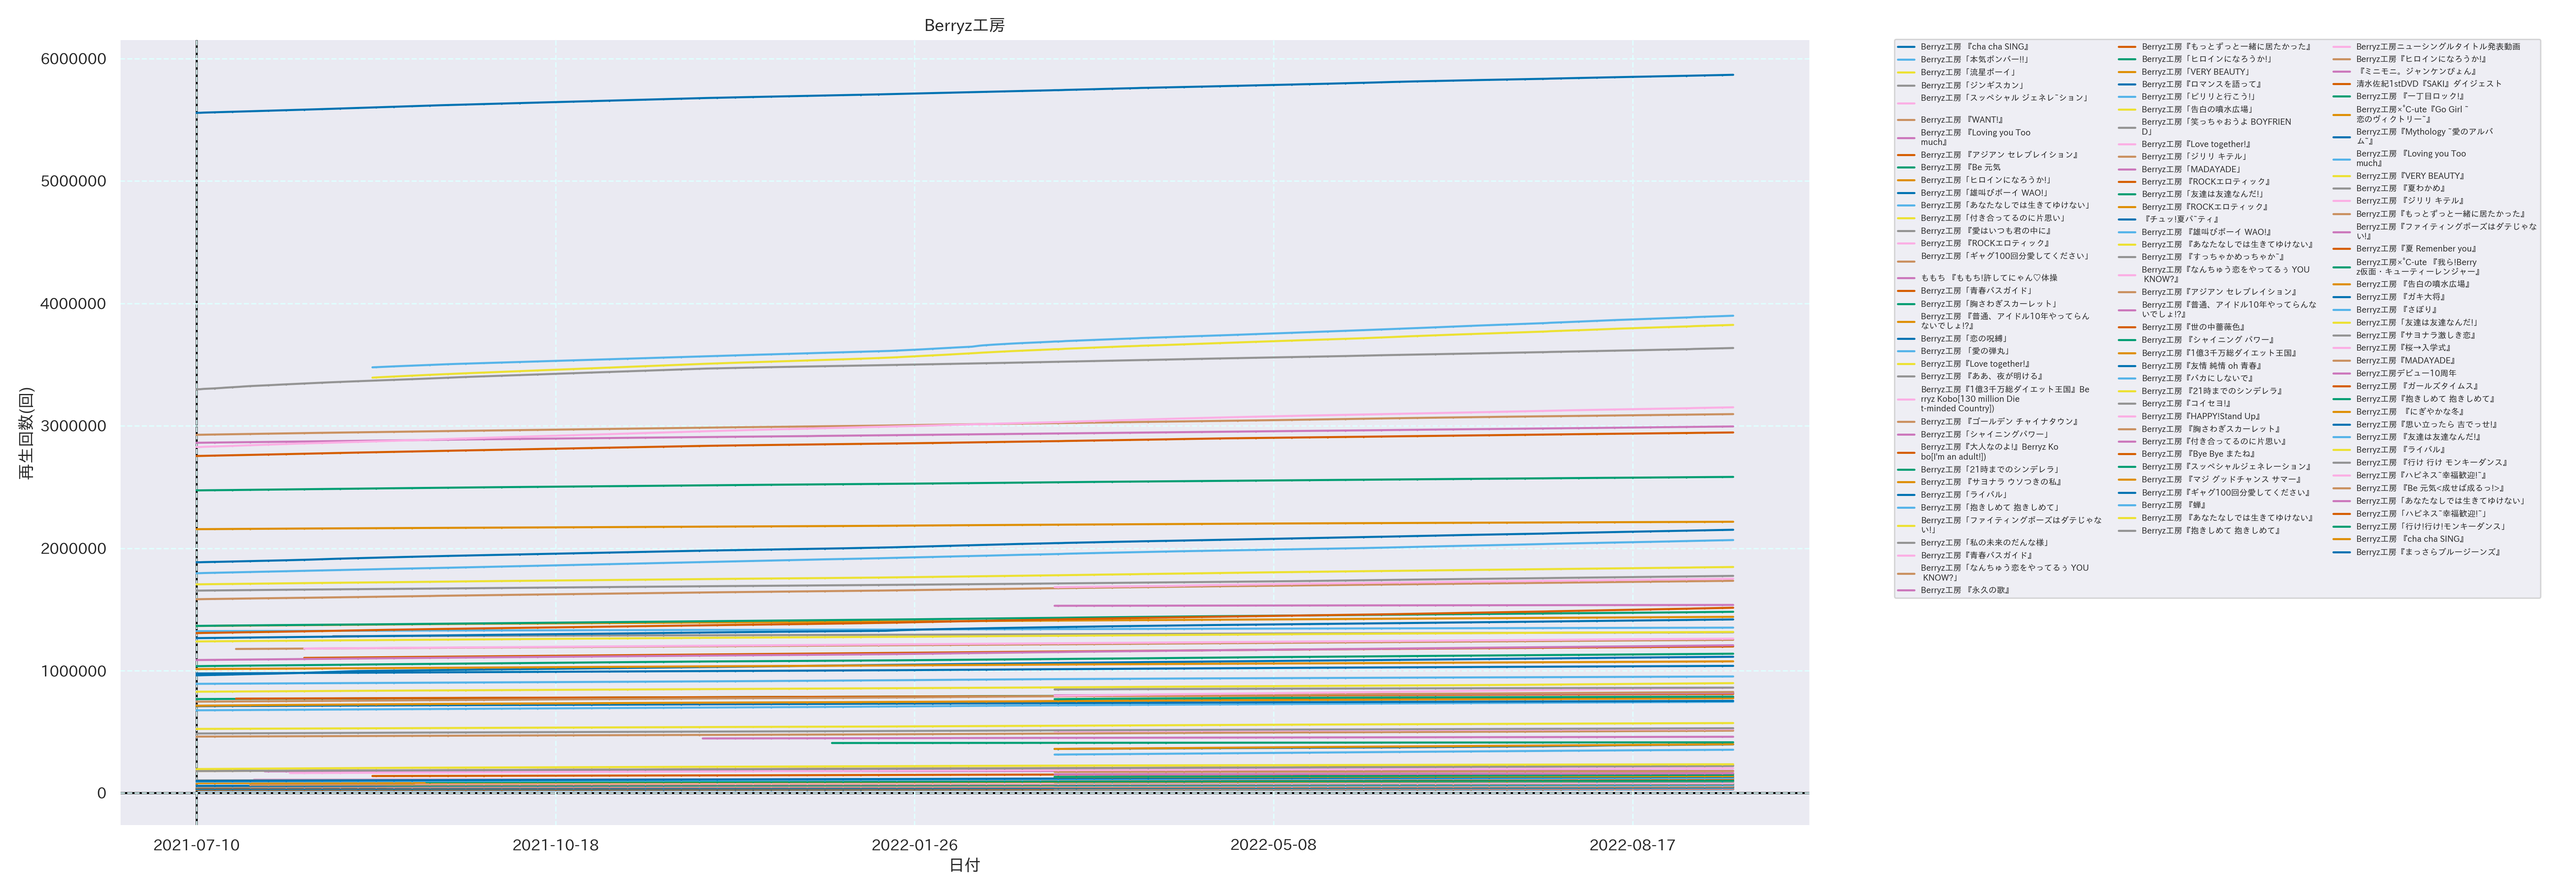 Berryz工房
6000000
5000000
4000000
3000000
2000000
1000000
0
再生回数(回)
2021-07-10
2021-10-18
2022-01-26
2022-05-08
2022-08-17
日付
Berryz工房 『cha cha SING』
Berryz工房「本気ボンバー!!」
Berryz工房「流星ボーイ」
Berryz工房「ジンギスカン」
Berryz工房「スッペシャル ジェネレ˜ション」
Berryz工房 『WANT!』
Berryz工房 『Loving you Too
much』
Berryz工房 『アジアン セレブレイション』
Berryz工房 『Be 元気
Berryz工房「ヒロインになろうか!」
Berryz工房「雄叫びボーイ WAO!」
Berryz工房「あなたなしでは生きてゆけない」
Berryz工房「付き合ってるのに片思い」
Berryz工房 『愛はいつも君の中に』
Berryz工房『ROCKエロティック』
Berryz工房「ギャグ100回分愛してください」
ももち 『ももち!許してにゃん♡体操
Berryz工房「青春バスガイド」
Berryz工房「胸さわぎスカーレット」
Berryz工房 『普通、アイドル10年やってらん
ないでしょ!?』
Berryz工房「恋の呪縛」
Berryz工房 「愛の弾丸」
Berryz工房『Love together!』
Berryz工房 『ああ、夜が明ける』
Berryz工房『1億3千万総ダイエット王国』Be
rryz Kobo[130 million Die
t-minded Country])
Berryz工房 『ゴールデン チャイナタウン』
Berryz工房「シャイニングパワー」
Berryz工房『大人なのよ!』Berryz Ko
bo[I'm an adult!])
Berryz工房「21時までのシンデレラ」
Berryz工房『サヨナラ ウソつきの私』
Berryz工房「ライバル」
Berryz工房「抱きしめて 抱きしめて」
Berryz工房「ファイティングポーズはダテじゃな
い!」
Berryz工房「私の未来のだんな様」
Berryz工房『青春バスガイド』
Berryz工房「なんちゅう恋をやってるぅ YOU
KNOW?」
Berryz工房 『永久の歌』
Berryz工房『もっとずっと一緒に居たかった』
Berryz工房「ヒロインになろうか!」
Berryz工房「VERY BEAUTY」
Berryz工房『ロマンスを語って』
Berryz工房「ピリリと行こう!」
Berryz工房「告白の噴水広場」
Berryz工房「笑っちゃおうよ BOYFRIEN
D」
Berryz工房『Love together!』
Berryz工房「ジリリ キテル」
Berryz工房「MADAYADE」
Berryz工房 『ROCKエロティック』
Berryz工房「友達は友達なんだ!」
Berryz工房『ROCKエロティック』
『チュッ!夏パ˜ティ』
Berryz工房 『雄叫びボーイ WAO!』
Berryz工房『あなたなしでは生きてゆけない』
Berryz工房『すっちゃかめっちゃか˜』
Berryz工房『なんちゅう恋をやってるぅ YOU
KNOW?』
Berryz工房『アジアン セレブレイション』
Berryz工房『普通、アイドル10年やってらんな
いでしょ!?』
Berryz工房『世の中薔薇色』
Berryz工房『シャイニング パワー』
Berryz工房『1億3千万総ダイエット王国』
Berryz工房『友情 純情 oh 青春』
Berryz工房『バカにしないで』
Berryz工房 『21時までのシンデレラ』
Berryz工房『コイセヨ!』
Berryz工房『HAPPY!Stand Up』
Berryz工房『胸さわぎスカーレット』
Berryz工房『付き合ってるのに片思い』
Berryz工房 『Bye Bye またね』
Berryz工房『スッペシャルジェネレーション』
Berryz工房『マジ グッドチャンス サマー』
Berryz工房『ギャグ100回分愛してください』
Berryz工房『蝉』
Berryz工房 『あなたなしでは生きてゆけない』
Berryz工房『抱きしめて 抱きしめて』
Berryz工房ニューシングルタイトル発表動画
Berryz工房『ヒロインになろうか!』
『ミニモニ。ジャンケンぴょん』
清水佐紀1stDVD『SAKI』ダイジェスト
Berryz工房『一丁目ロック!』
Berryz工房×℃-ute『Go Girl ˜
恋のヴィクトリー˜』
Berryz工房『Mythology ˜愛のアルバ
ム˜』
Berryz工房 『Loving you Too
much』
Berryz工房『VERY BEAUTY』
Berryz工房 『夏わかめ』
Berryz工房 『ジリリ キテル』
Berryz工房『もっとずっと一緒に居たかった』
Berryz工房『ファイティングポーズはダテじゃな
い!』
Berryz工房『夏 Remenber you』
Berryz工房×℃-ute 『我ら!Berry
z仮面・キューティーレンジャー』
Berryz工房『告白の噴水広場』
Berryz工房 『ガキ大将』
Berryz工房『さぼり』
Berryz工房「友達は友達なんだ!」
Berryz工房『サヨナラ激しき恋』
Berryz工房『桜→入学式』
Berryz工房『MADAYADE』
Berryz工房デビュー10周年
Berryz工房 『ガールズタイムス』
Berryz工房『抱きしめて 抱きしめて』
Berryz工房 『にぎやかな冬』
Berryz工房『思い立ったら 吉でっせ!』
Berryz工房『友達は友達なんだ!』
Berryz工房『ライバル』
Berryz工房『行け 行け モンキーダンス』
Berryz工房『ハピネス˜幸福歓迎!˜』
Berryz工房 『Be 元気<成せば成るっ!>』
Berryz工房「あなたなしでは生きてゆけない」
Berryz工房「ハピネス˜幸福歓迎!˜」
Berryz工房「行け!行け!モンキーダンス」
Berryz工房『cha cha SING』
Berryz工房『まっさらブルージーンズ』